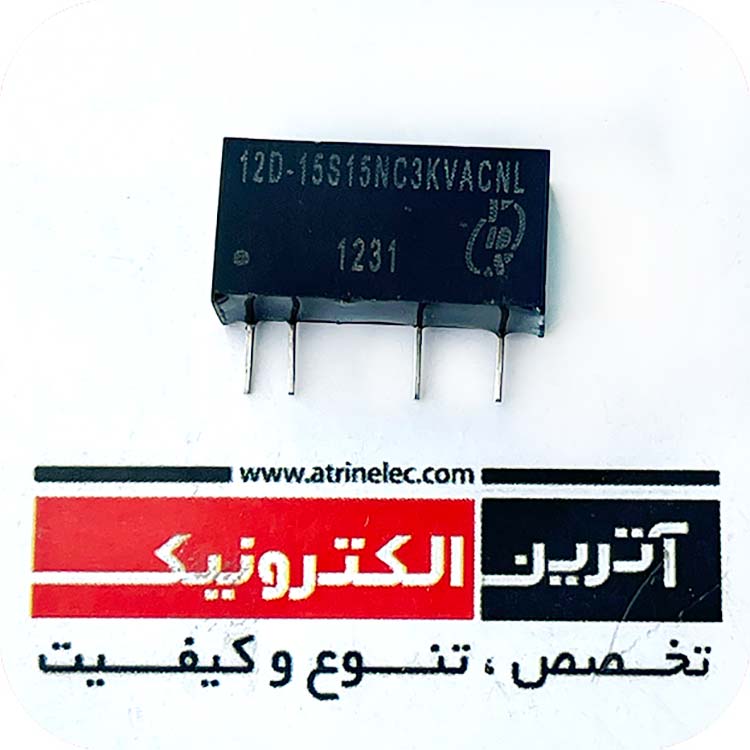 12D-15S15NC3KVACNL
1231
www.atrinelec.com
آترین الکترونیک
تخصص ، تنوع و کیفیت